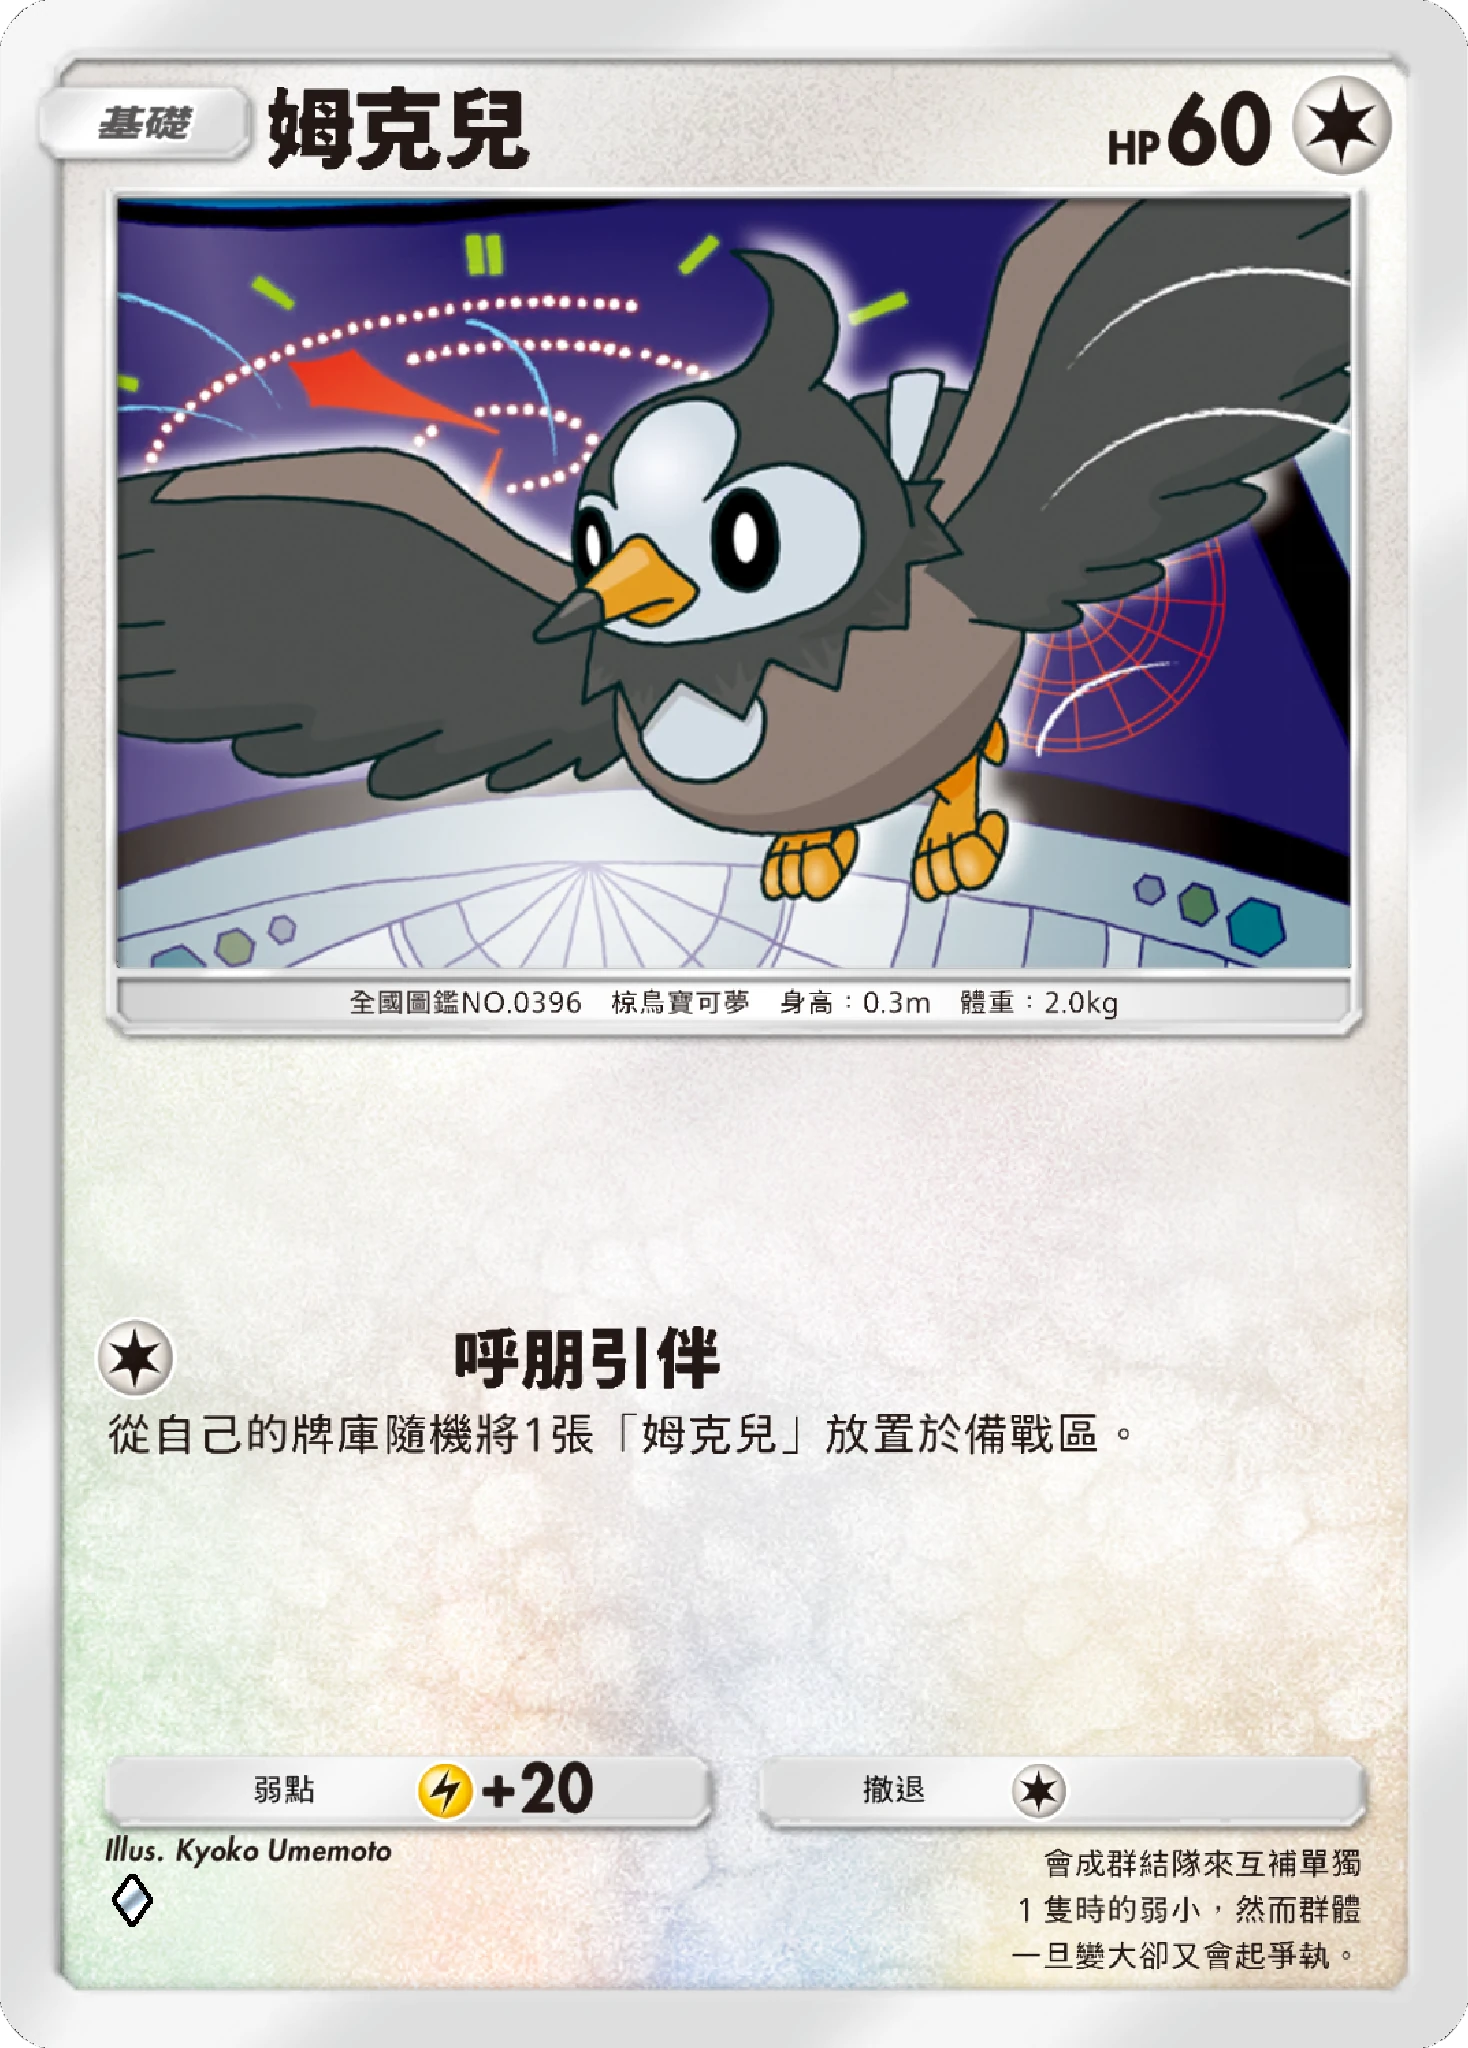 基礎 姆克兒 HP60
全國圖鑑NO.0396 椋鳥寶可夢 身高：0.3m 體重：2.0kg
呼朋引伴
從自己的牌庫隨機將1張「姆克兒」放置於備戰區。
弱點 +20 撤退
Illus. Kyoko Umemoto
會成群結隊來互補單獨
1 隻時的弱小，然而群體
一旦變大卻又會起爭執。